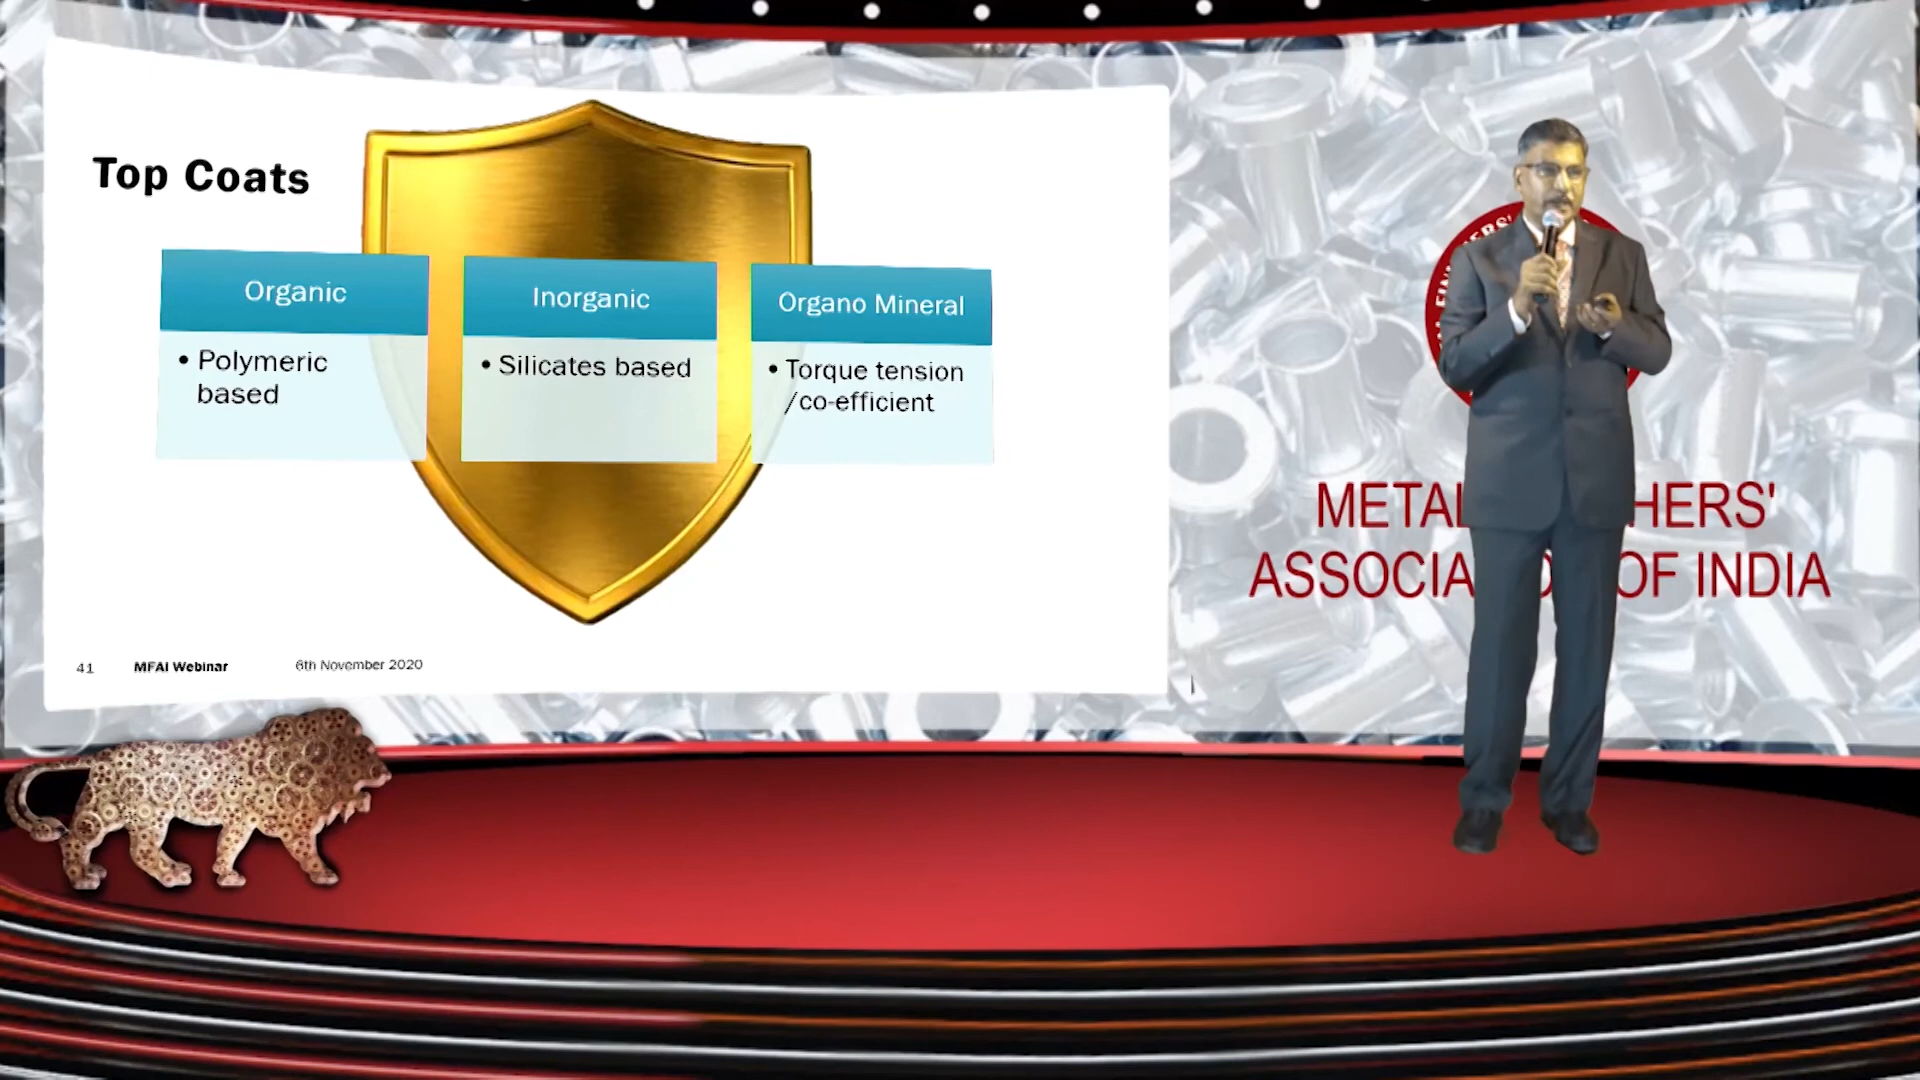 Top Coats
Organic
• Polymeric
based
Inorganic
• Silicates based
Organo Mineral
• Torque tension
/co-efficient
41 MFAI Webinar 6th November 2020
METAL HERS'
ASSOCIA OF INDIA